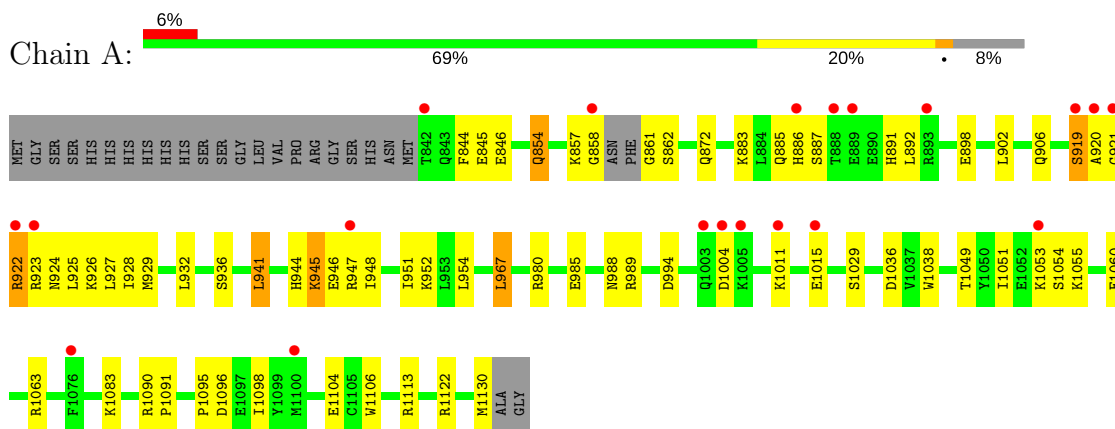 6%
Chain A:
69% 20% • 8%
MET GLY SER SER HIS HIS HIS HIS HIS HIS SER SER GLY LEU VAL PRO ARG GLY SER HIS ASN MET T842 Q843 F844 E845 E846 Q854 K857 G858 ASN PHE G861 S862 Q872 K883 L884 Q885 H886 S887 T888 E889 E890 H891 L892 R893 E898 L902 Q906 S919 A920 G921
R922 R923 N924 L925 K926 L927 I928 M929 L932 S936 L941 H944 K945 E946 R947 I948 I951 K952 L953 L954 L967 R980 E985 N988 R989 D994 Q1003 D1004 K1005 K1011 E1015 S1029 D1036 V1037 W1038 T1049 Y1050 I1051 E1052 K1053 S1054 K1055
R1063 F1076 K1083 R1090 P1091 P1095 D1096 E1097 I1098 Y1099 M1100 E1104 C1105 W1106 R1113 R1122 M1130 ALA GLY